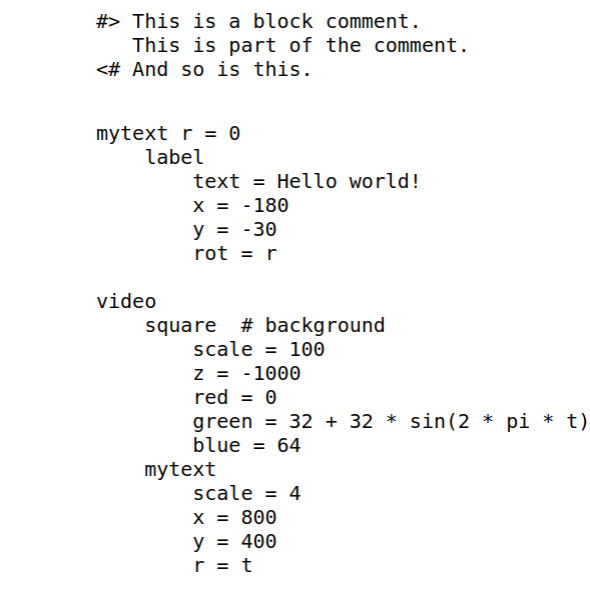 #> This is a block comment.
   This is part of the comment.
<# And so is this.

mytext r = 0
    label
        text = Hello world!
        x = -180
        y = -30
        rot = r

video
    square  # background
        scale = 100
        z = -1000
        red = 0
        green = 32 + 32 * sin(2 * pi * t)
        blue = 64
    mytext
        scale = 4
        x = 800
        y = 400
        r = t